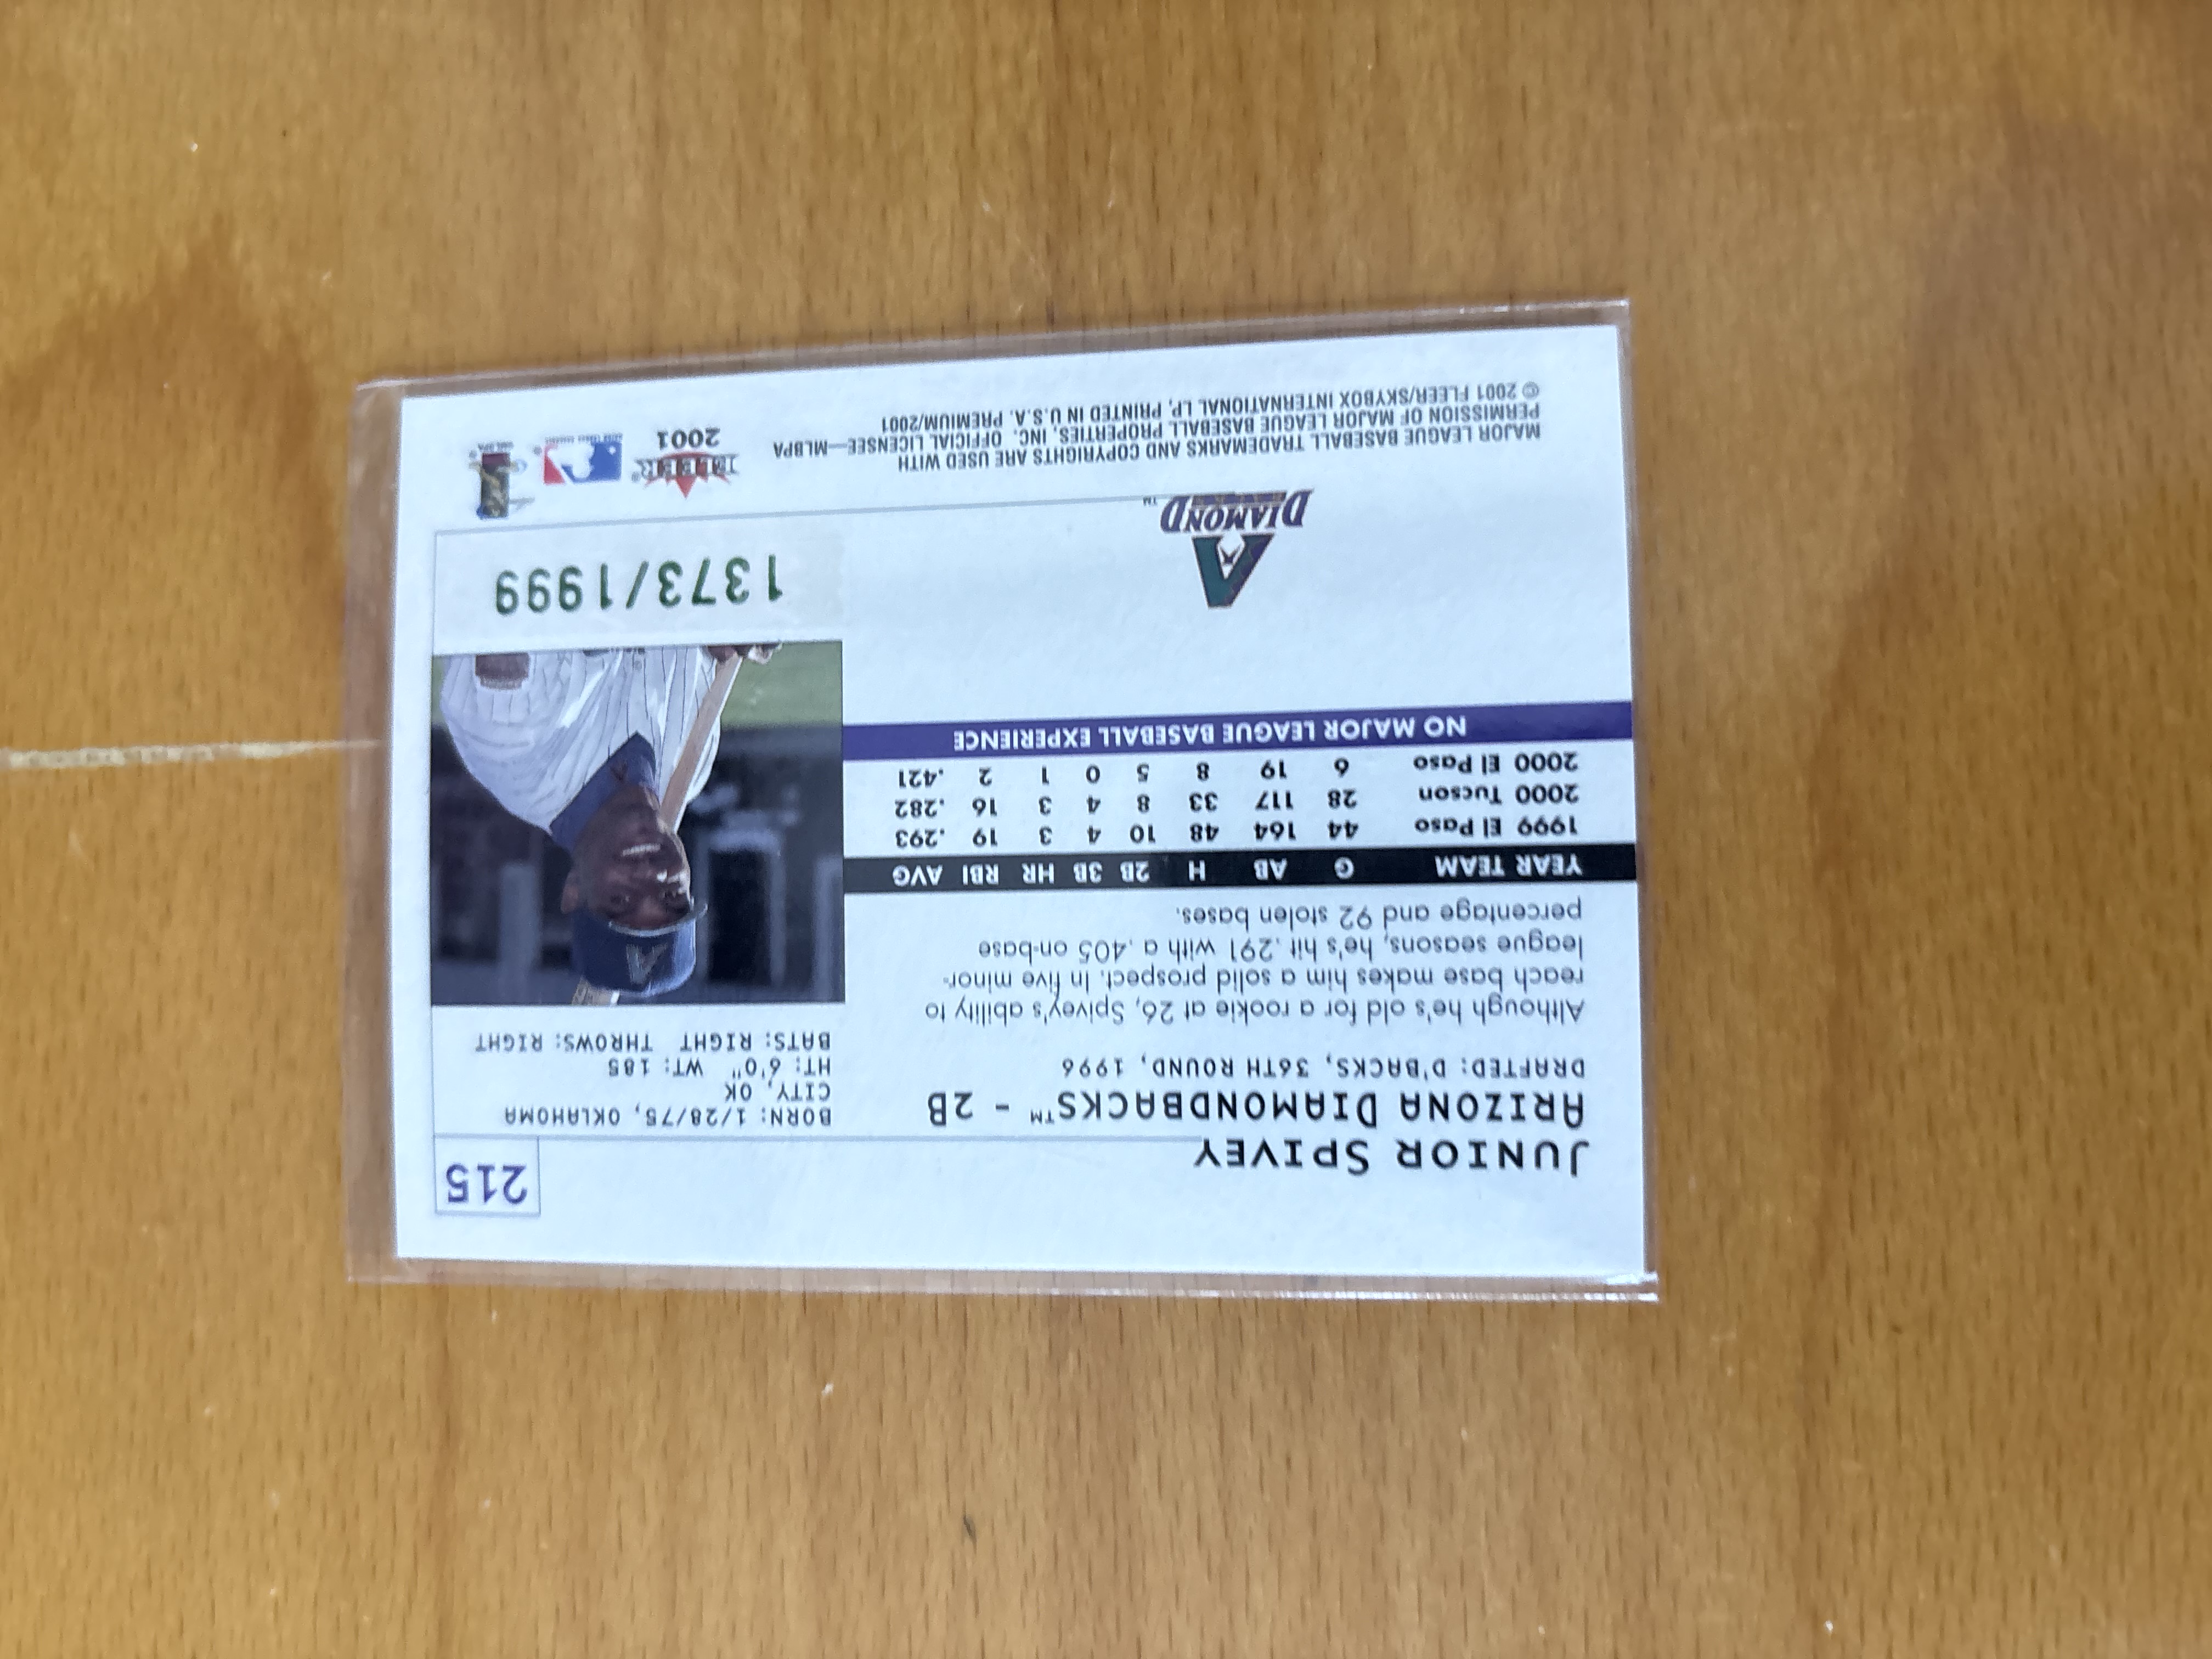 215
JUNIOR SPIVEY
ARIZONA DIAMONDBACKS™ - 2B
DRAFTED: D'BACKS, 36TH ROUND, 1996
BORN: 1/28/75, OKLAHOMA
CITY, OK
HT: 6'0" WT: 185
BATS: RIGHT THROWS: RIGHT
Although he's old for a rookie at 26, Spivey's ability to
reach base makes him a solid prospect. In five minor-
league seasons, he's hit .291 with a .405 on-base
percentage and 92 stolen bases.
YEAR TEAM G AB H 2B 3B HR RBI AVG
1999 El Paso 44 164 48 10 4 3 19 .293
2000 Tucson 28 117 33 8 4 3 16 .282
2000 El Paso 6 19 8 5 0 1 2 .421
NO MAJOR LEAGUE BASEBALL EXPERIENCE
1373/1999
A
DIAMOND™
MAJOR LEAGUE BASEBALL TRADEMARKS AND COPYRIGHTS ARE USED WITH
PERMISSION OF MAJOR LEAGUE BASEBALL PROPERTIES, INC. OFFICIAL LICENSEE—MLBPA
© 2001 FLEER/SKYBOX INTERNATIONAL LP, PRINTED IN U.S.A. PREMIUM/2001
FLEER®
2001